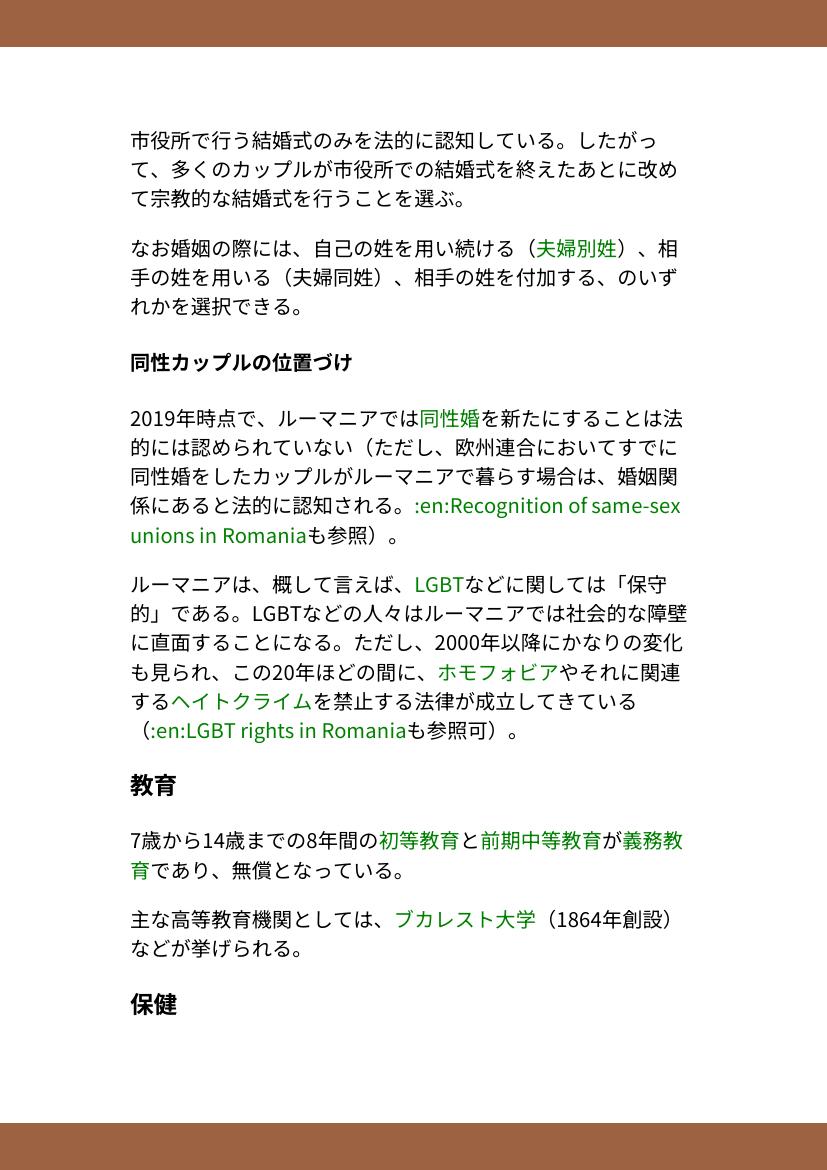 市役所で行う結婚式のみを法的に認知している。したがっ
て、多くのカップルが市役所での結婚式を終えたあとに改め
て宗教的な結婚式を行うことを選ぶ。
なお婚姻の際には、自己の姓を用い続ける（夫婦別姓）、相
手の姓を用いる（夫婦同姓）、相手の姓を付加する、のいず
れかを選択できる。
同性カップルの位置づけ
2019年時点で、ルーマニアでは同性婚を新たにすることは法
的には認められていない（ただし、欧州連合においてすでに
同性婚をしたカップルがルーマニアで暮らす場合は、婚姻関
係にあると法的に認知される。:en:Recognition of same-sex
unions in Romaniaも参照）。
ルーマニアは、概して言えば、LGBTなどに関しては「保守
的」である。LGBTなどの人々はルーマニアでは社会的な障壁
に直面することになる。ただし、2000年以降にかなりの変化
も見られ、この20年ほどの間に、ホモフォビアやそれに関連
するヘイトクライムを禁止する法律が成立してきている
（:en:LGBT rights in Romaniaも参照可）。
教育
7歳から14歳までの8年間の初等教育と前期中等教育が義務教
育であり、無償となっている。
主な高等教育機関としては、ブカレスト大学（1864年創設）
などが挙げられる。
保健